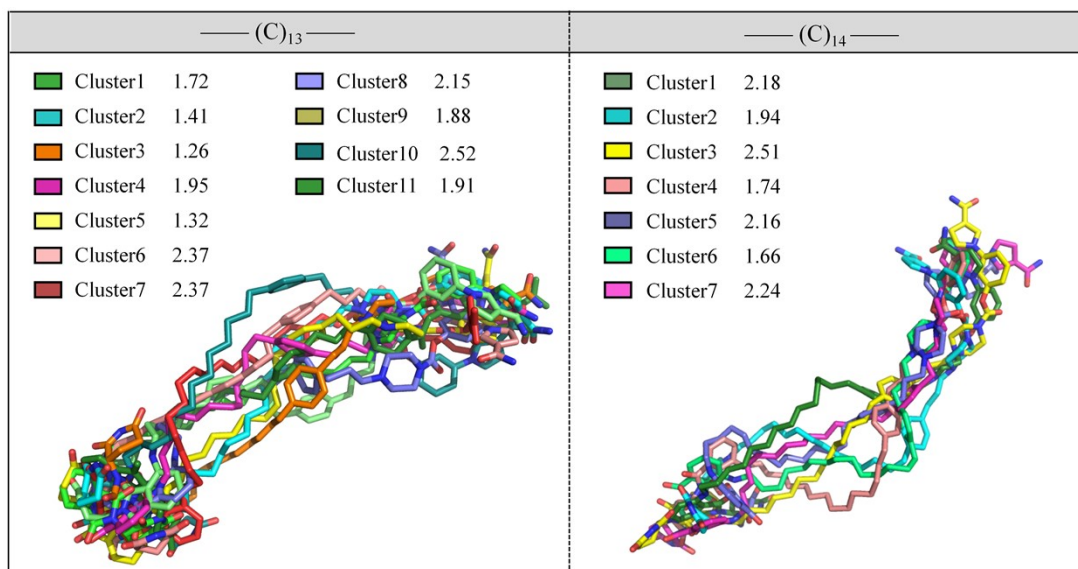 —— (C)₁₃ ——
Cluster1 1.72
Cluster2 1.41
Cluster3 1.26
Cluster4 1.95
Cluster5 1.32
Cluster6 2.37
Cluster7 2.37
Cluster8 2.15
Cluster9 1.88
Cluster10 2.52
Cluster11 1.91
—— (C)₁₄ ——
Cluster1 2.18
Cluster2 1.94
Cluster3 2.51
Cluster4 1.74
Cluster5 2.16
Cluster6 1.66
Cluster7 2.24